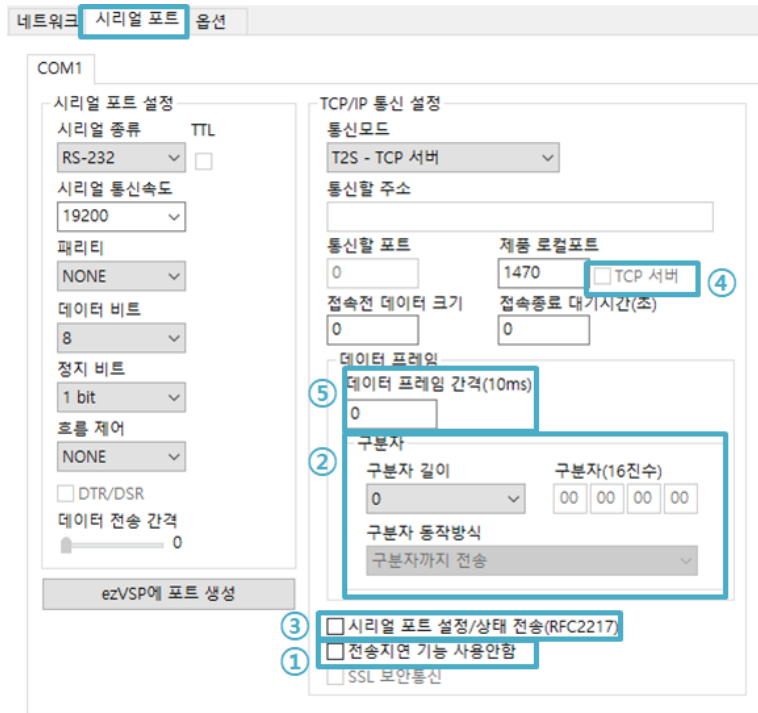 네트워크 시리얼 포트 옵션
COM1
시리얼 포트 설정
시리얼 종류 TTL
RS-232
시리얼 통신속도
19200
패리티
NONE
데이터 비트
8
정지 비트
1 bit
흐름 제어
NONE
DTR/DSR
데이터 전송 간격
0
ezVSP에 포트 생성
TCP/IP 통신 설정
통신모드
T2S - TCP 서버
통신할 주소
통신할 포트 제품 로컬포트
0 1470 TCP 서버 ④
접속전 데이터 크기 접속종료 대기시간(초)
0 0
데이터 프레임
⑤ 데이터 프레임 간격(10ms)
0
구분자
②
구분자 길이 구분자(16진수)
0 00 00 00 00
구분자 동작방식
구분자까지 전송
③ 시리얼 포트 설정/상태 전송(RFC2217)
① 전송지연 기능 사용안함
SSL 보안통신